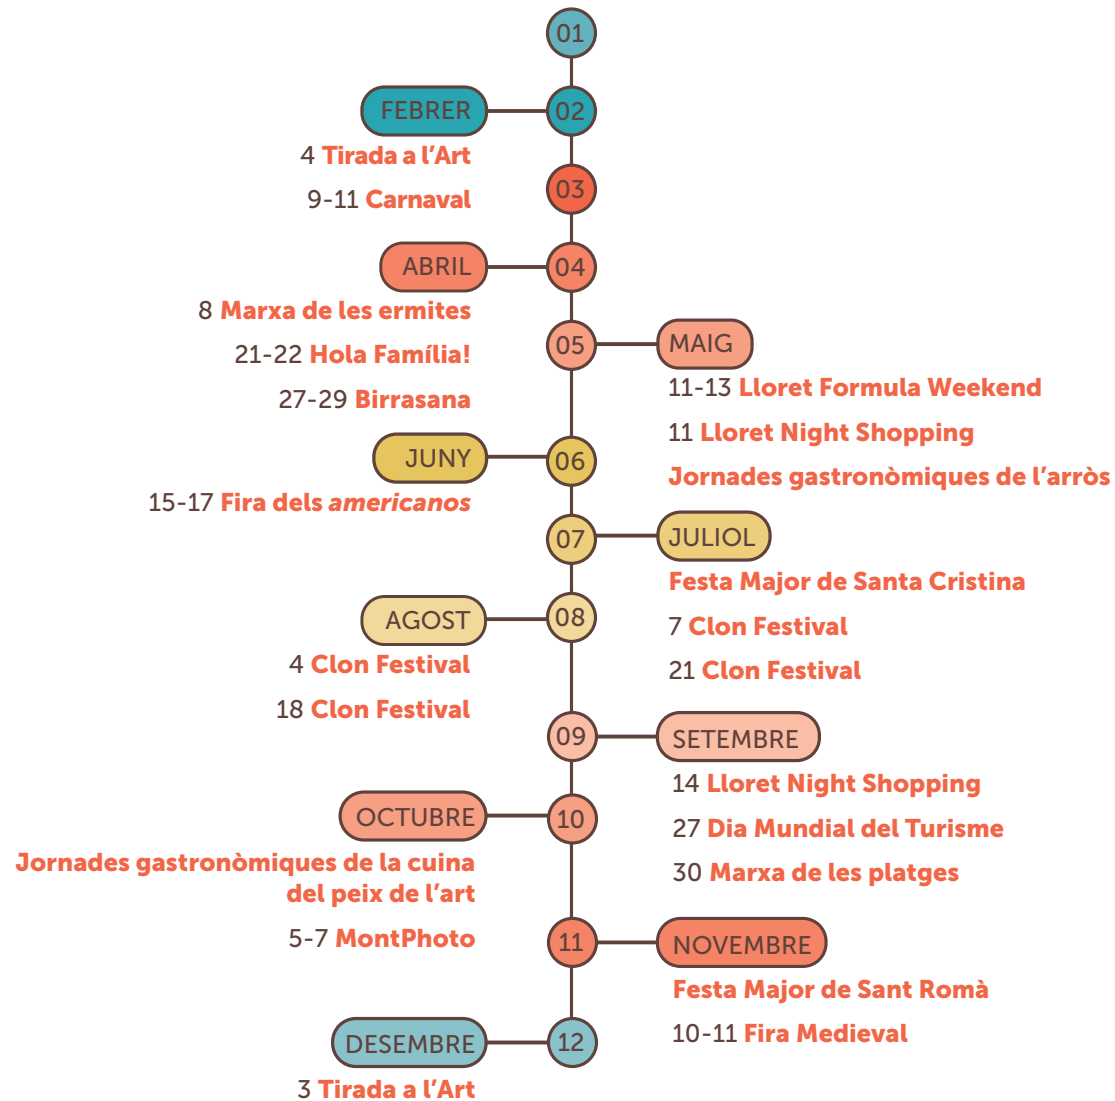 01
FEBRER
02
4 Tirada a l’Art
9-11 Carnaval
03
ABRIL
04
8 Marxa de les ermites
21-22 Hola Família!
27-29 Birrasana
05
MAIG
11-13 Lloret Formula Weekend
11 Lloret Night Shopping
Jornades gastronòmiques de l’arròs
JUNY
06
15-17 Fira dels americanos
07
JULIOL
Festa Major de Santa Cristina
7 Clon Festival
21 Clon Festival
AGOST
08
4 Clon Festival
18 Clon Festival
09
SETEMBRE
14 Lloret Night Shopping
27 Dia Mundial del Turisme
30 Marxa de les platges
OCTUBRE
10
Jornades gastronòmiques de la cuina
del peix de l’art
5-7 MontPhoto
11
NOVEMBRE
Festa Major de Sant Romà
10-11 Fira Medieval
DESEMBRE
12
3 Tirada a l’Art